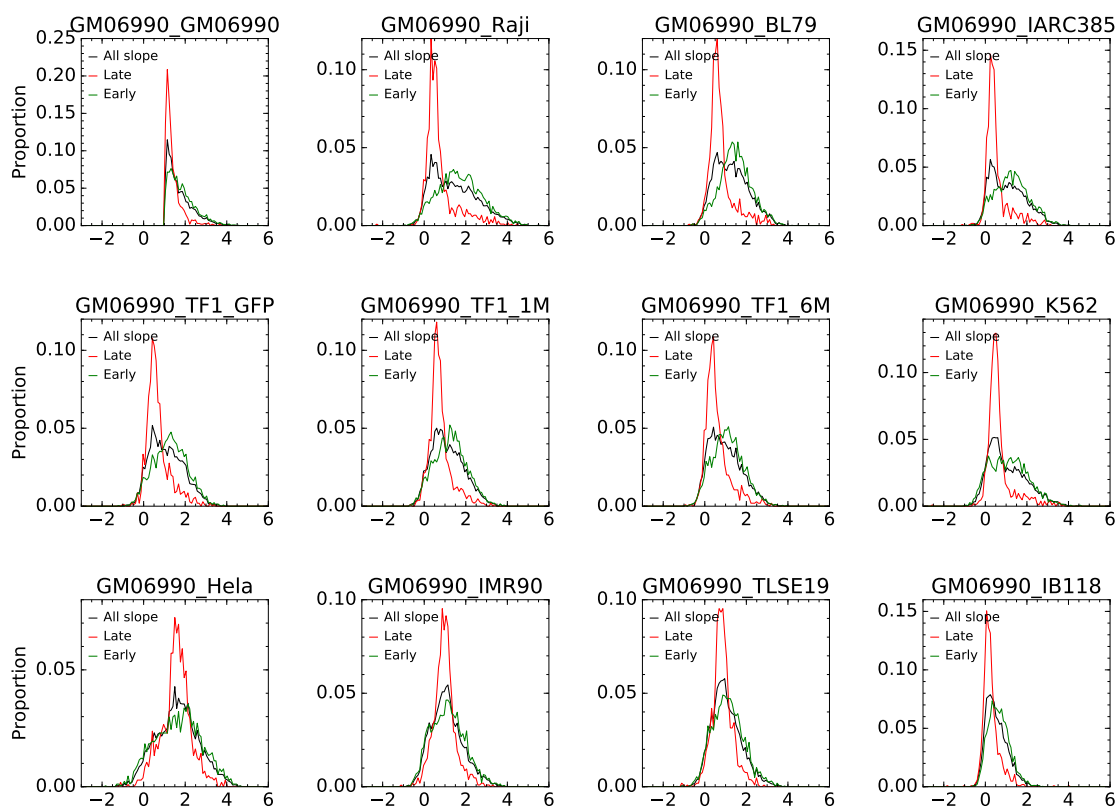 GM06990_GM06990 GM06990_Raji GM06990_BL79 GM06990_IARC385
Proportion
0.25 0.20 0.15 0.10 0.05 0.00
All slope
Late
Early
−2 0 2 4 6
0.10 0.05 0.00
All slope
Late
Early
−2 0 2 4 6
0.10 0.05 0.00
All slope
Late
Early
−2 0 2 4 6
0.15 0.10 0.05 0.00
All slope
Late
Early
−2 0 2 4 6
GM06990_TF1_GFP GM06990_TF1_1M GM06990_TF1_6M GM06990_K562
Proportion
0.10 0.05 0.00
All slope
Late
Early
−2 0 2 4 6
0.10 0.05 0.00
All slope
Late
Early
−2 0 2 4 6
0.10 0.05 0.00
All slope
Late
Early
−2 0 2 4 6
0.10 0.05 0.00
All slope
Late
Early
−2 0 2 4 6
GM06990_Hela GM06990_IMR90 GM06990_TLSE19 GM06990_IB118
Proportion
0.05 0.00
All slope
Late
Early
−2 0 2 4 6
0.10 0.05 0.00
All slope
Late
Early
−2 0 2 4 6
0.10 0.05 0.00
All slope
Late
Early
−2 0 2 4 6
0.15 0.10 0.05 0.00
All slope
Late
Early
−2 0 2 4 6